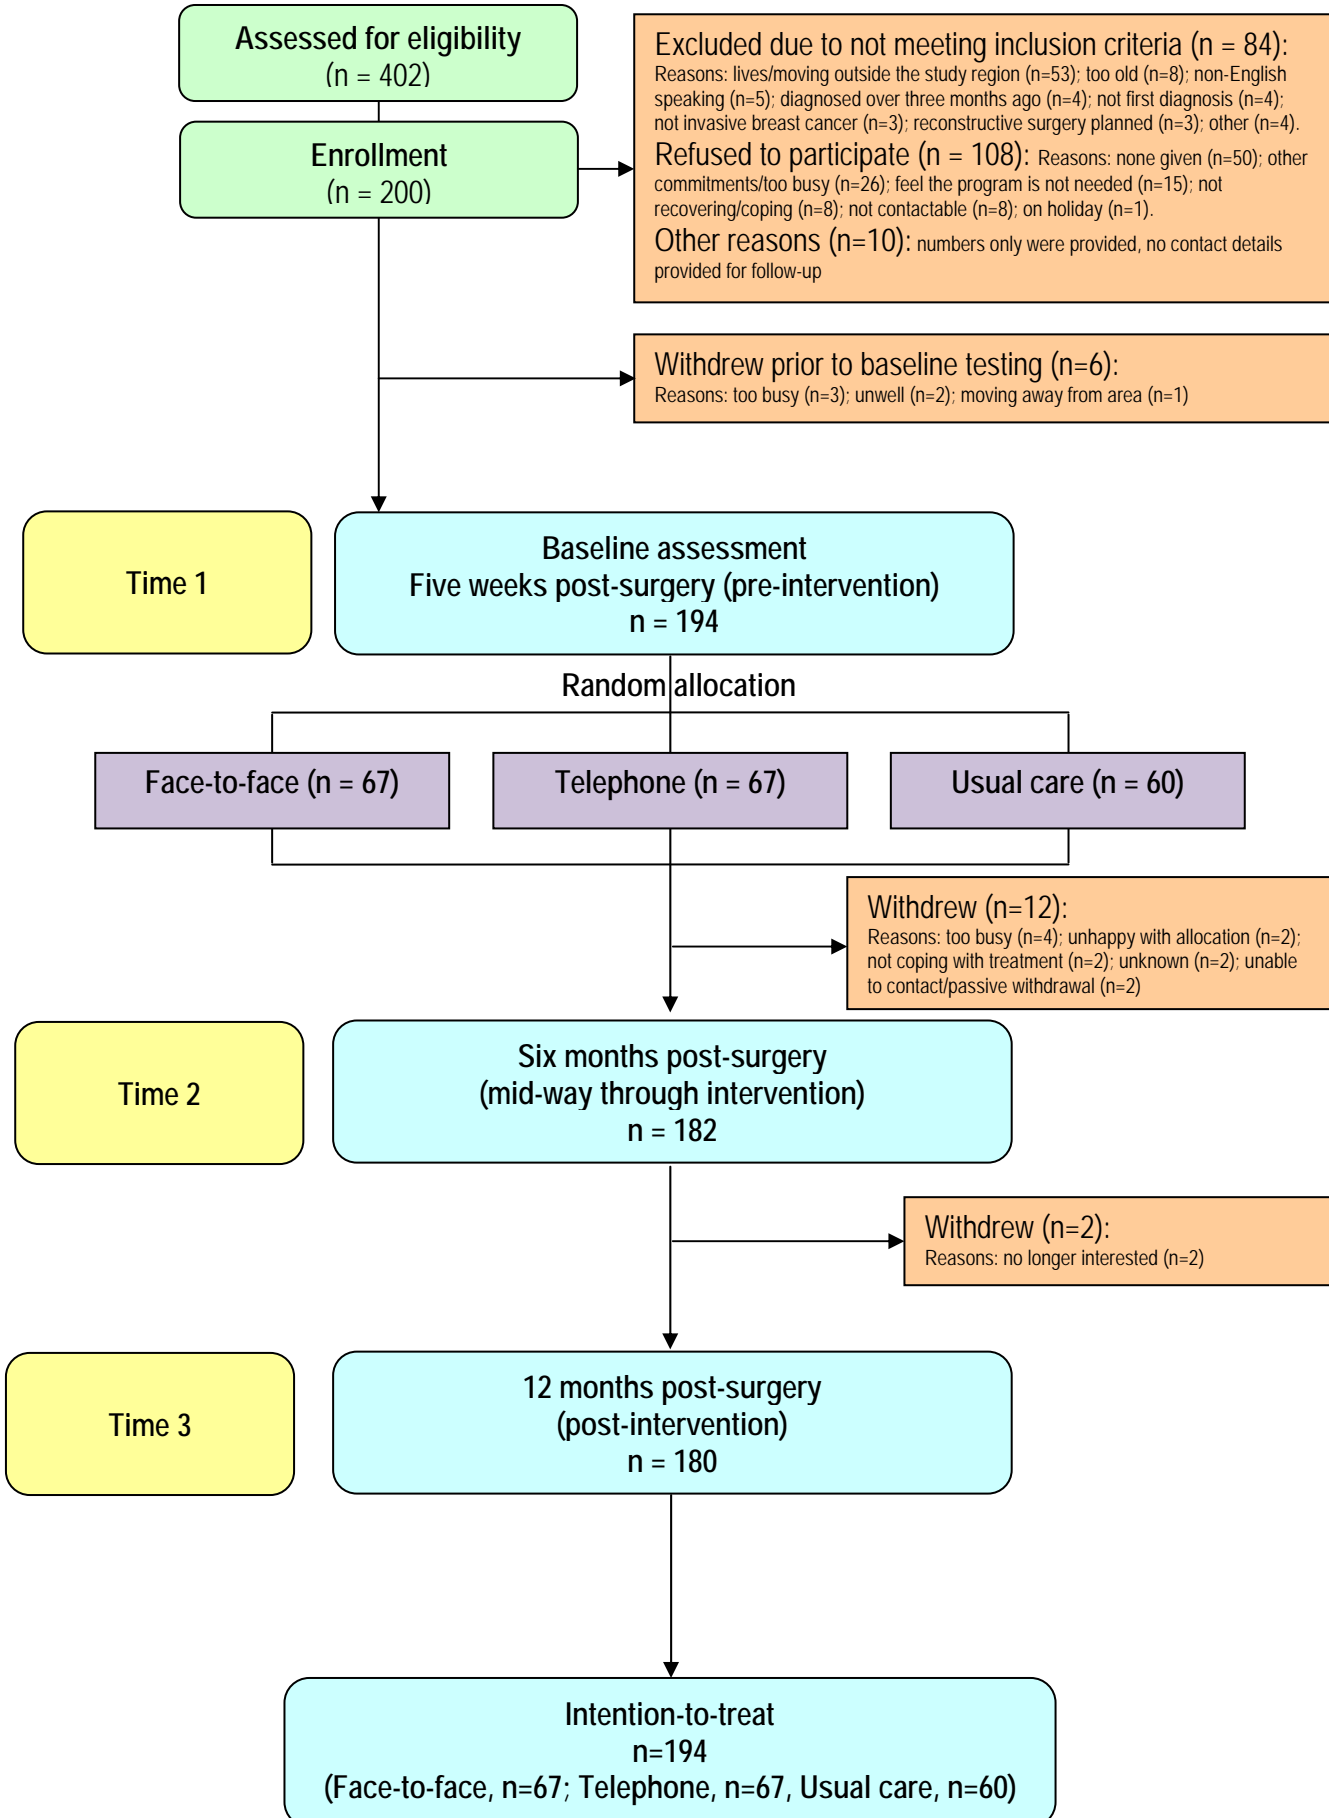 Assessed for eligibility
(n = 402)
Enrollment
(n = 200)
Excluded due to not meeting inclusion criteria (n = 84):
Reasons: lives/moving outside the study region (n=53); too old (n=8); non-English
speaking (n=5); diagnosed over three months ago (n=4); not first diagnosis (n=4);
not invasive breast cancer (n=3); reconstructive surgery planned (n=3); other (n=4).
Refused to participate (n = 108): Reasons: none given (n=50); other
commitments/too busy (n=26); feel the program is not needed (n=15); not
recovering/coping (n=8); not contactable (n=8); on holiday (n=1).
Other reasons (n=10): numbers only were provided, no contact details
provided for follow-up
Withdrew prior to baseline testing (n=6):
Reasons: too busy (n=3); unwell (n=2); moving away from area (n=1)
Time 1
Baseline assessment
Five weeks post-surgery (pre-intervention)
n = 194
Random allocation
Face-to-face (n = 67)
Telephone (n = 67)
Usual care (n = 60)
Withdrew (n=12):
Reasons: too busy (n=4); unhappy with allocation (n=2);
not coping with treatment (n=2); unknown (n=2); unable
to contact/passive withdrawal (n=2)
Time 2
Six months post-surgery
(mid-way through intervention)
n = 182
Withdrew (n=2):
Reasons: no longer interested (n=2)
Time 3
12 months post-surgery
(post-intervention)
n = 180
Intention-to-treat
n=194
(Face-to-face, n=67; Telephone, n=67, Usual care, n=60)